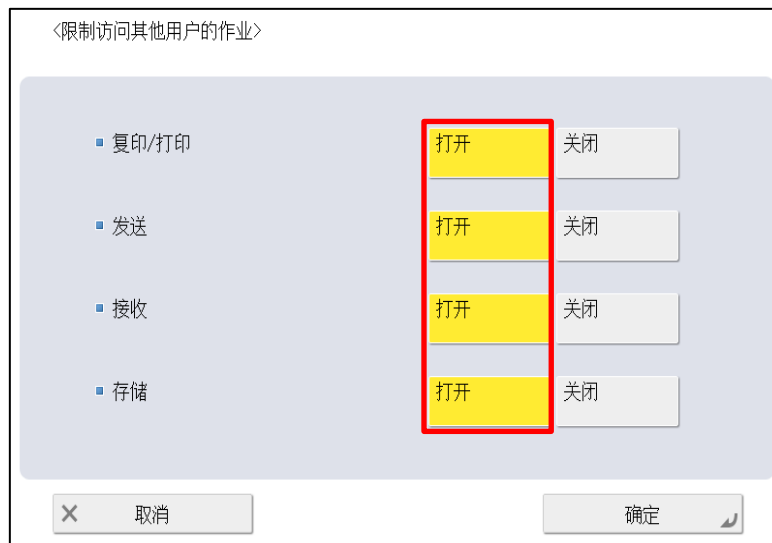 <限制访问其他用户的作业>
复印/打印 打开 关闭
发送 打开 关闭
接收 打开 关闭
存储 打开 关闭
取消 确定